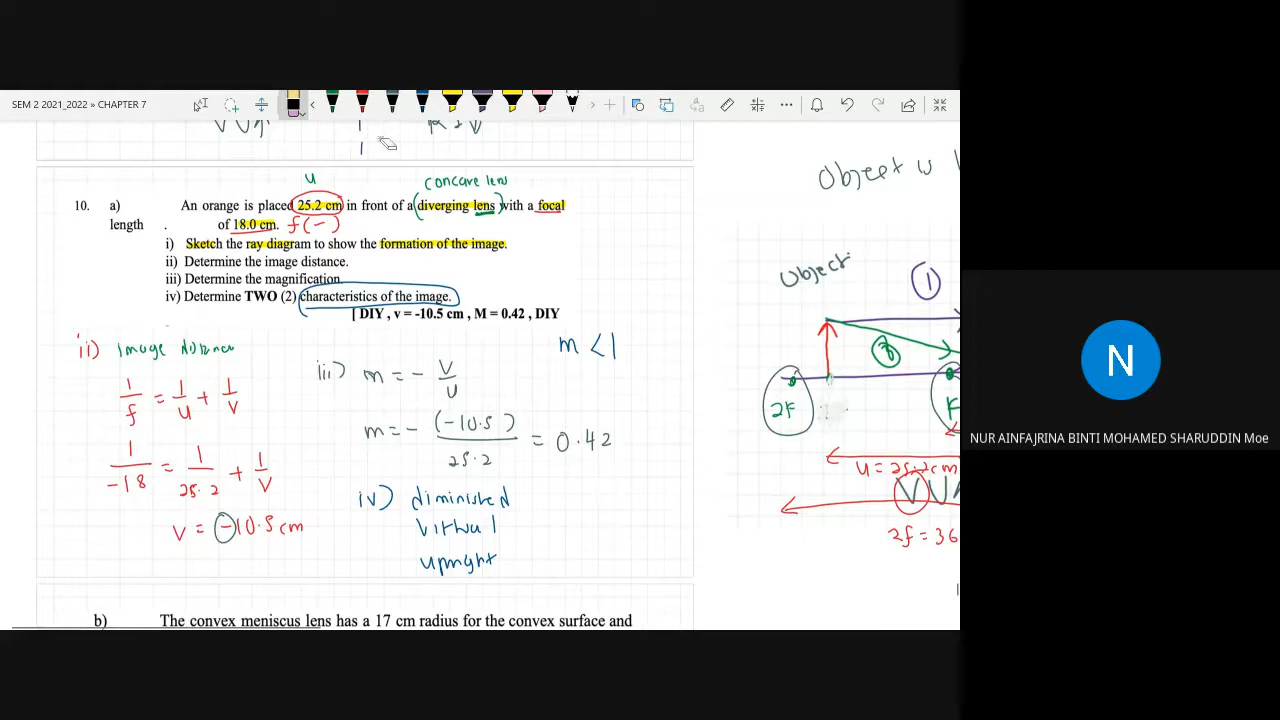 SEM 2 2021_2022 » CHAPTER 7
Object
u
concave lens
10. a) An orange is placed 25.2 cm in front of a (diverging lens) with a focal
length . of 18.0 cm. f(-)
i) Sketch the ray diagram to show the formation of the image.
ii) Determine the image distance.
iii) Determine the magnification.
iv) Determine TWO (2) characteristics of the image.
[ DIY , v = -10.5 cm , M = 0.42 , DIY
ii) Image distance
1/f = 1/u + 1/v
1/-18 = 1/25.2 + 1/v
v = -10.5 cm
iii) m = - v/u
m = - (-10.5)/25.2 = 0.42
m < 1
iv) diminished
virtual
upright
Object
1
2F
F
u = 25.2cm
2f = 36
b) The convex meniscus lens has a 17 cm radius for the convex surface and
N
NUR AINFAJRINA BINTI MOHAMED SHARUDDIN Moe